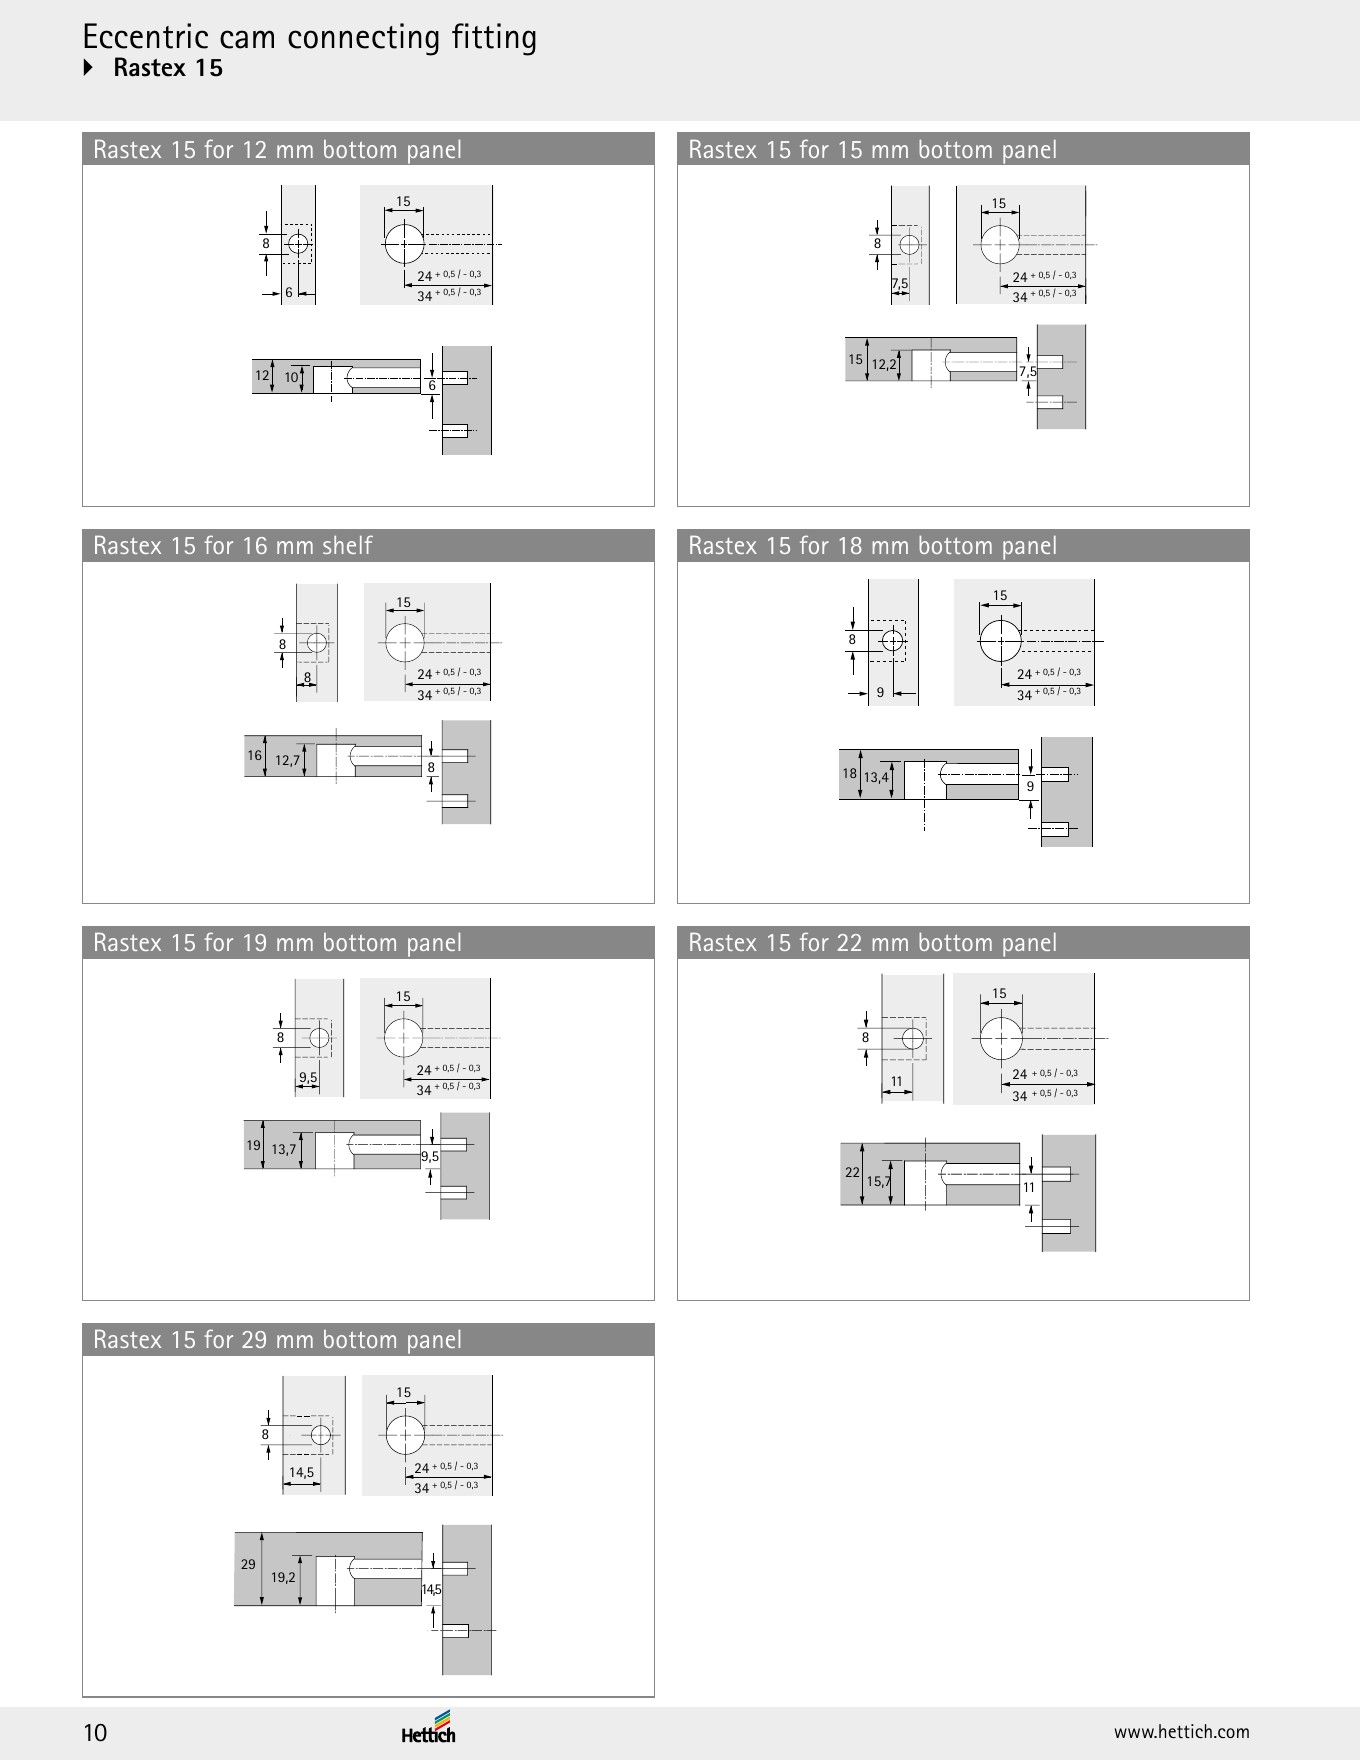 Eccentric cam connecting fitting
Rastex 15
Rastex 15 for 12 mm bottom panel
15
8
24 + 0,5 / - 0,3
6
34 + 0,5 / - 0,3
12
10
6
Rastex 15 for 15 mm bottom panel
15
8
24 + 0,5 / - 0,3
7,5
34 + 0,5 / - 0,3
15
12,2
7,5
Rastex 15 for 16 mm shelf
15
8
24 + 0,5 / - 0,3
8
34 + 0,5 / - 0,3
16
12,7
8
Rastex 15 for 18 mm bottom panel
15
8
24 + 0,5 / - 0,3
9
34 + 0,5 / - 0,3
18
13,4
9
Rastex 15 for 19 mm bottom panel
15
8
24 + 0,5 / - 0,3
9,5
34 + 0,5 / - 0,3
19
13,7
9,5
Rastex 15 for 22 mm bottom panel
15
8
24 + 0,5 / - 0,3
11
34 + 0,5 / - 0,3
22
15,7
11
Rastex 15 for 29 mm bottom panel
15
8
24 + 0,5 / - 0,3
14,5
34 + 0,5 / - 0,3
29
19,2
14,5
10
Hettich
www.hettich.com